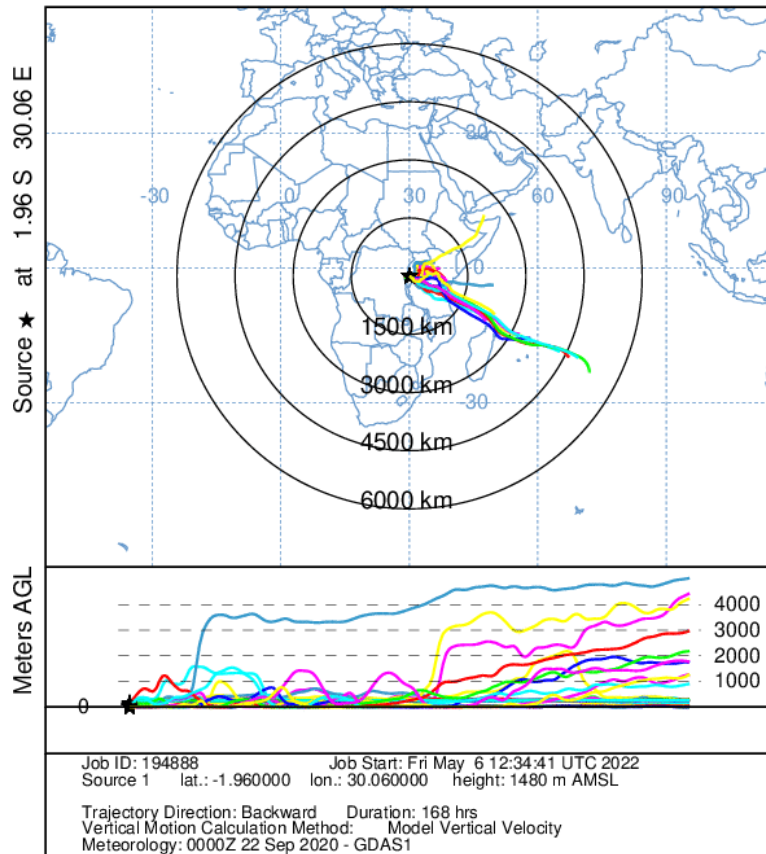 Source ★ at 1.96 S 30.06 E
30
-30
0
30
60
90
0
1500 km
3000 km
-30
4500 km
6000 km
Meters AGL
4000
3000
2000
1000
0
Job ID: 194888 Job Start: Fri May 6 12:34:41 UTC 2022
Source 1 lat.: -1.960000 lon.: 30.060000 height: 1480 m AMSL
Trajectory Direction: Backward Duration: 168 hrs
Vertical Motion Calculation Method: Model Vertical Velocity
Meteorology: 0000Z 22 Sep 2020 - GDAS1